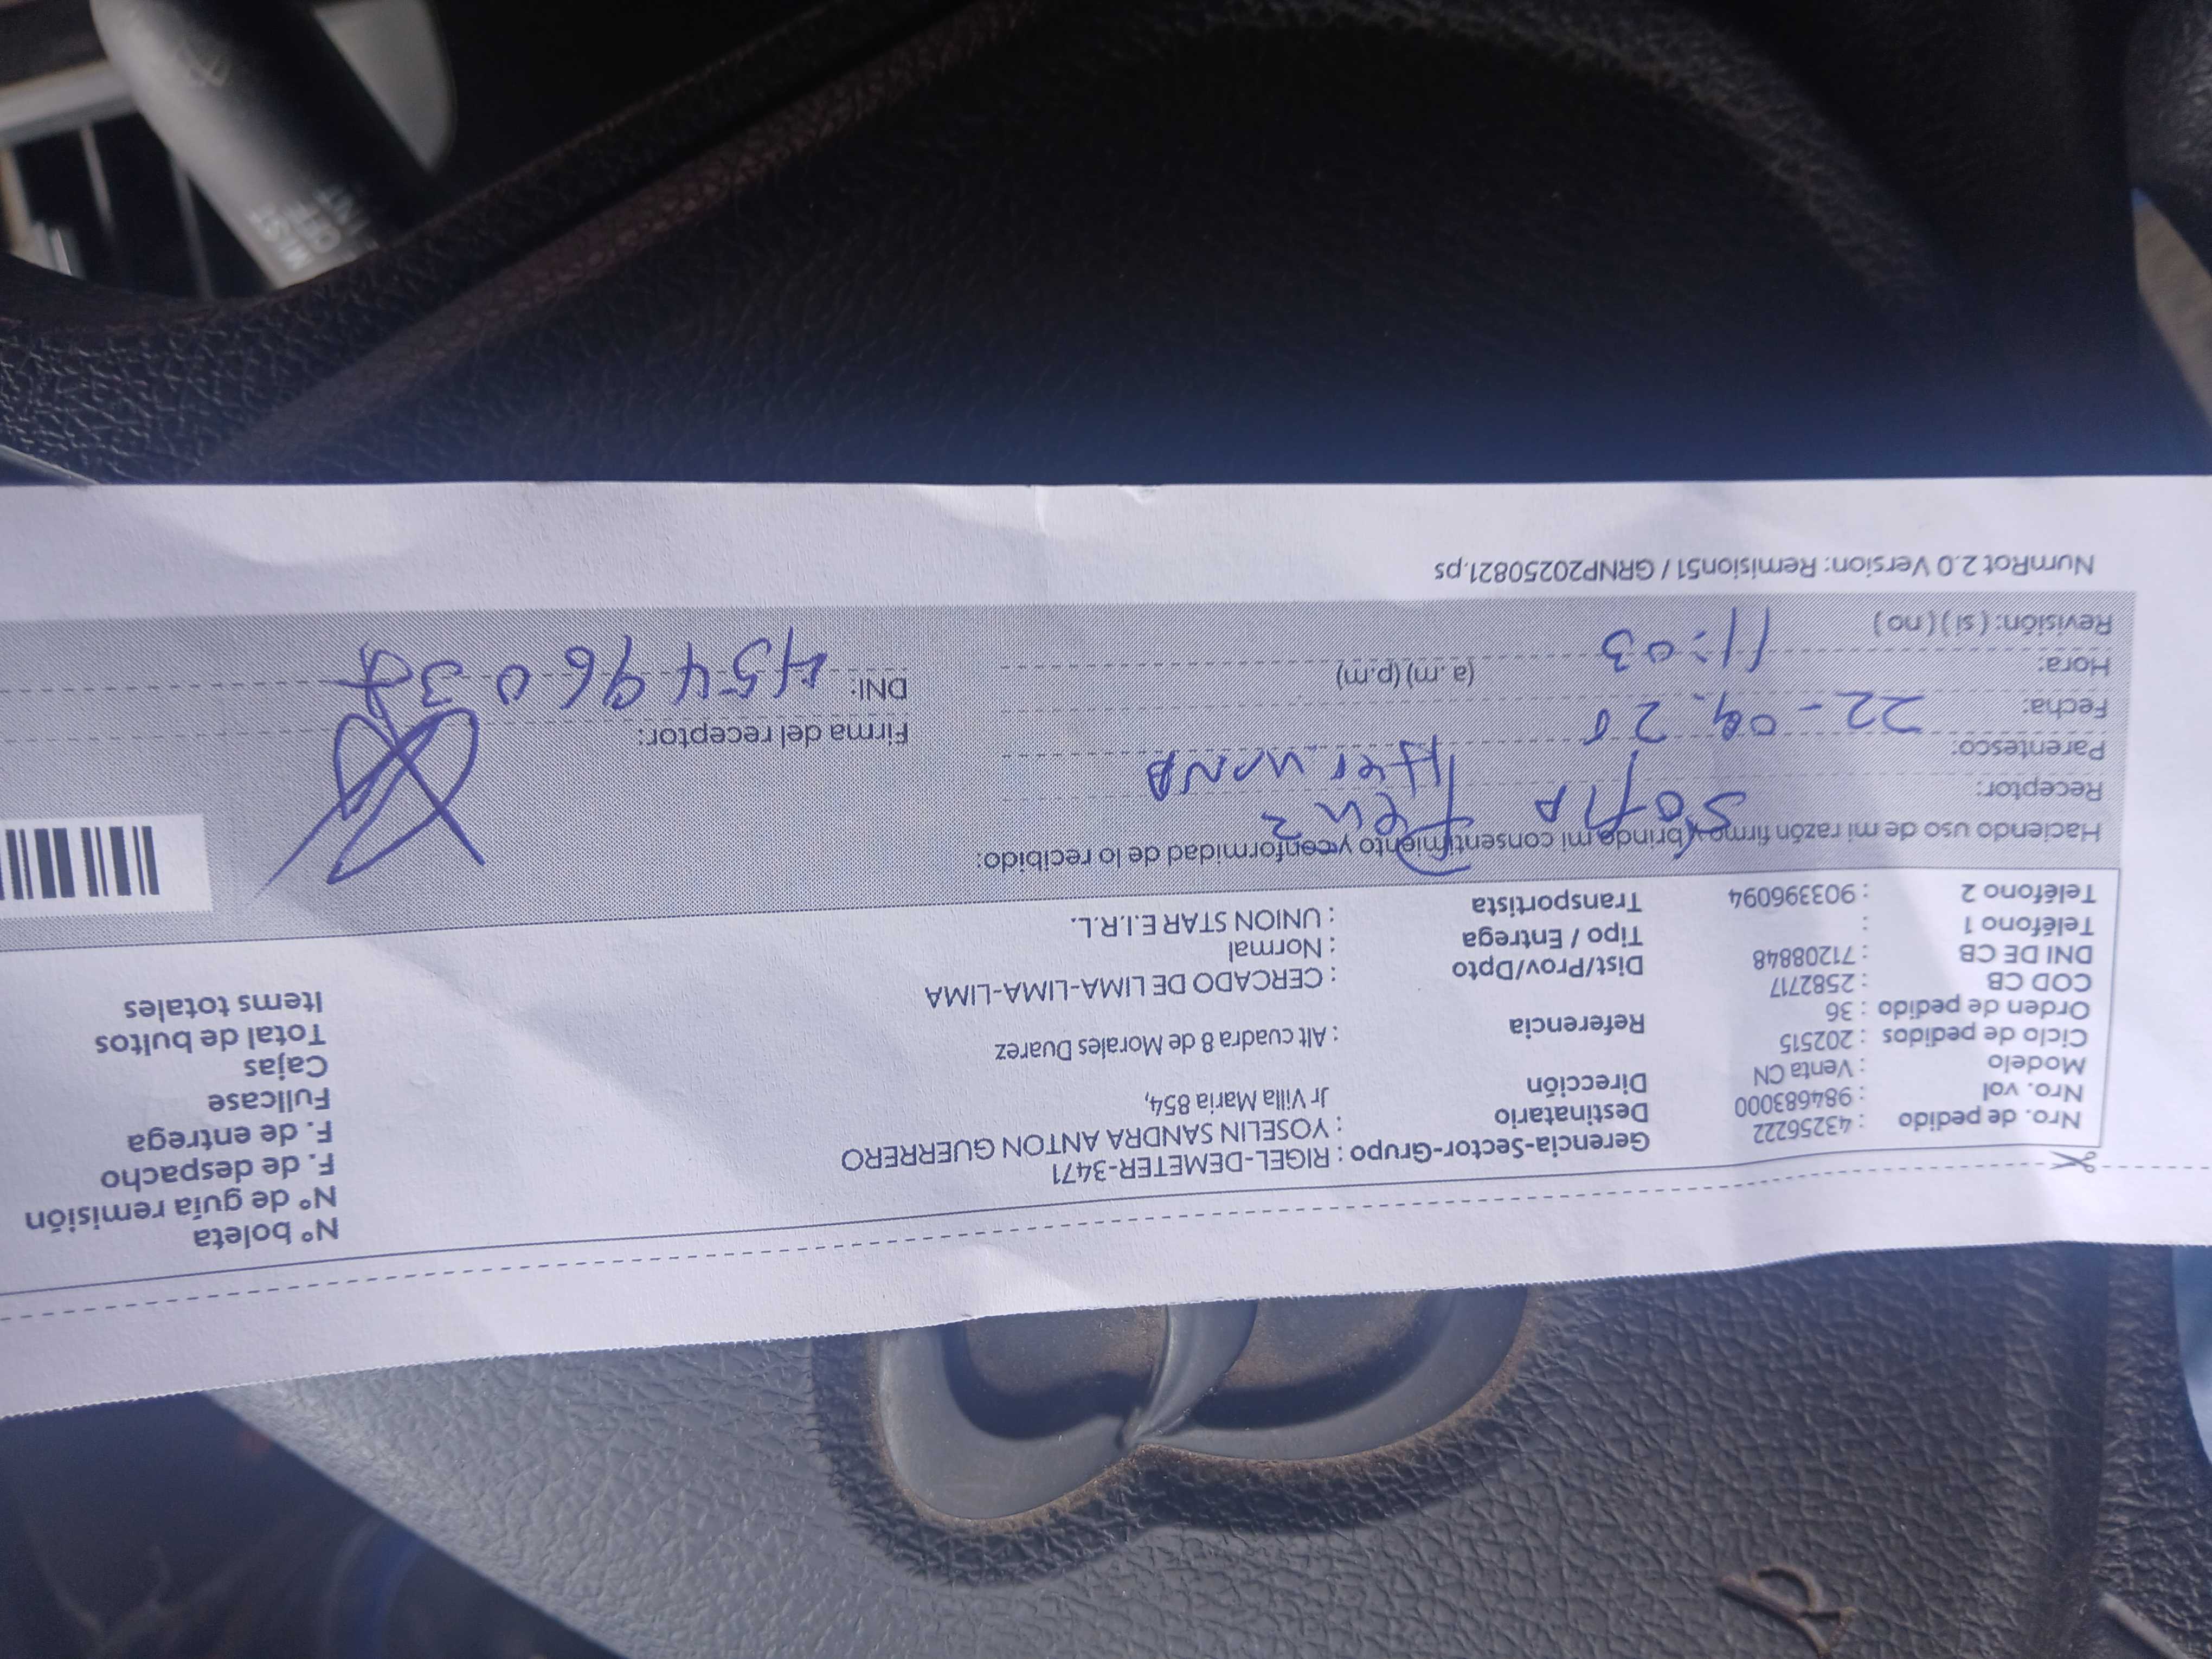 Nro. de pedido : 43256222 Gerencia-Sector-Grupo : RIGEL-DEMETER-3471 N° boleta
Nro. vol : 984683000 Destinatario : YOSELIN SANDRA ANTON GUERRERO N° de guía remisión
Modelo : Venta CN Dirección Jr Villa Maria 854, F. de despacho
Ciclo de pedidos : 202515 F. de entrega
Orden de pedido : 36 Referencia : Alt cuadra 8 de Morales Duarez Fullcase
COD CB : 2582717 Cajas
DNI DE CB : 71208848 Dist/Prov/Dpto : CERCADO DE LIMA-LIMA-LIMA Total de bultos
Teléfono 1 : Tipo / Entrega : Normal Items totales
Teléfono 2 : 903396094 Transportista : UNION STAR E.I.R.L.
Haciendo uso de mi razón firmo y brindo mi consentimiento y conformidad de lo recibido:
Receptor: Sofia
Parentesco: Hermana
Fecha: Firma del receptor:
Hora: 11:03 (a. m) (p.m) DNI:
Revisión: ( si ) ( no )
NumRot 2.0 Version: Remision51 / GRNP20250821.ps
OFF
INT